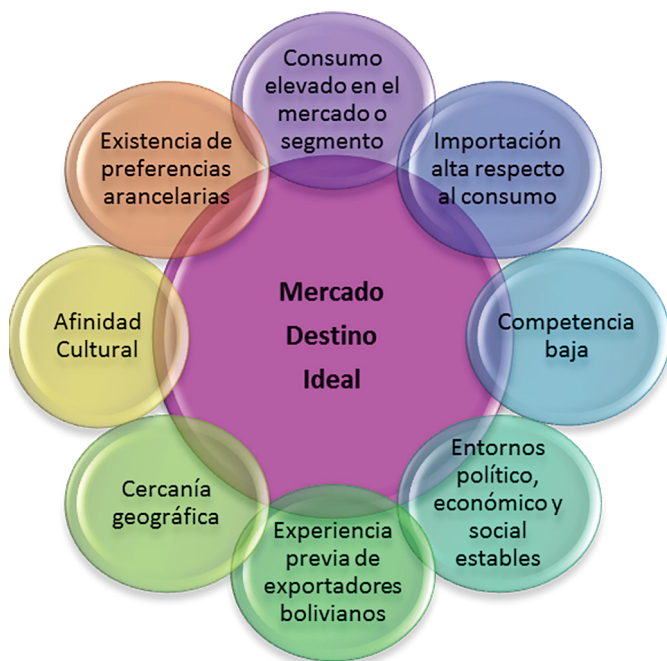 Consumo
elevado en el
mercado o
segmento
Importación
alta respecto
al consumo
Competencia
baja
Entornos
político,
económico y
social
estables
Experiencia
previa de
exportadores
bolivianos
Cercanía
geográfica
Afinidad
Cultural
Existencia de
preferencias
arancelarias
Mercado
Destino
Ideal